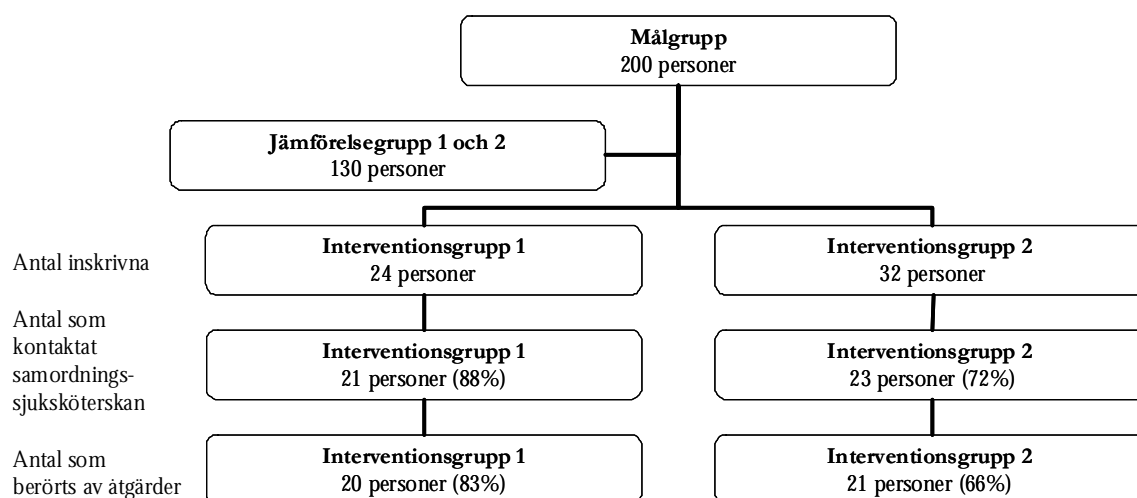 Målgrupp
200 personer
Jämförelsegrupp 1 och 2
130 personer
Antal inskrivna
Interventionsgrupp 1
24 personer
Interventionsgrupp 2
32 personer
Antal som
kontaktat
samordnings-
sjuksköterskan
Interventionsgrupp 1
21 personer (88%)
Interventionsgrupp 2
23 personer (72%)
Antal som
berörts av åtgärder
Interventionsgrupp 1
20 personer (83%)
Interventionsgrupp 2
21 personer (66%)